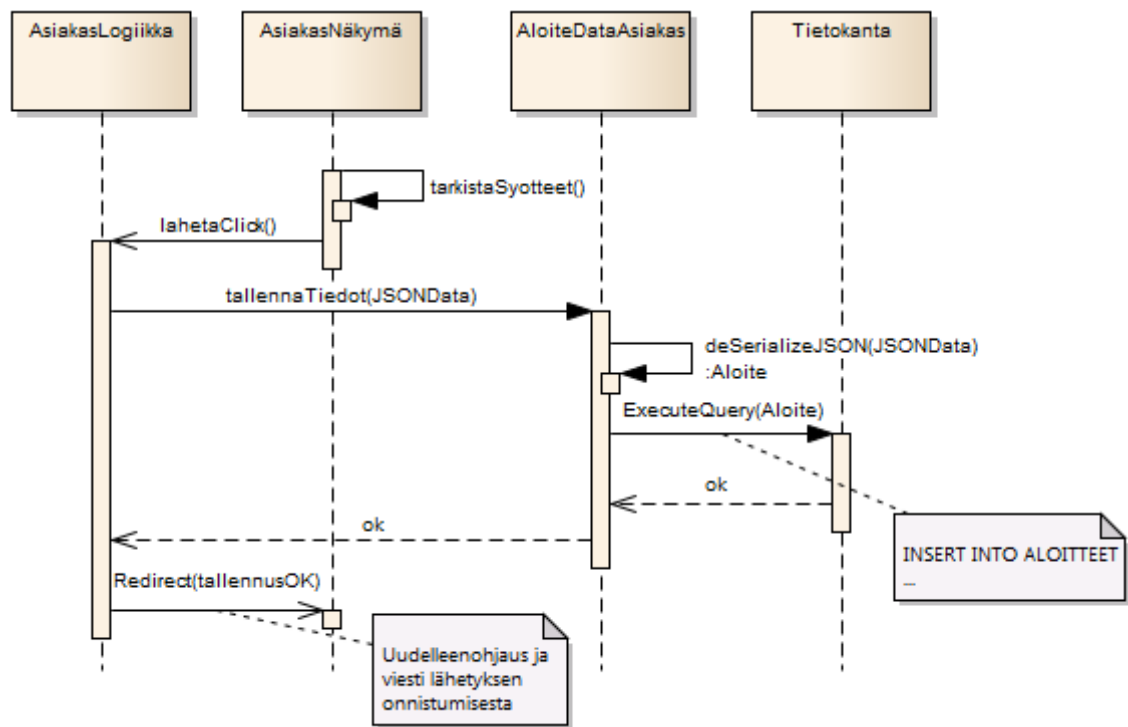 AsiakasLogiikka
AsiakasNäkymä
AloiteDataAsiakas
Tietokanta
tarkistaSyotteet()
lahetaClick()
tallennaTiedot(JSONData)
deSerializeJSON(JSONData)
:Aloite
ExecuteQuery(Aloite)
ok
ok
INSERT INTO ALOITTEET
...
Redirect(tallennusOK)
Uudelleenohjaus ja
viesti lähetyksen
onnistumisesta